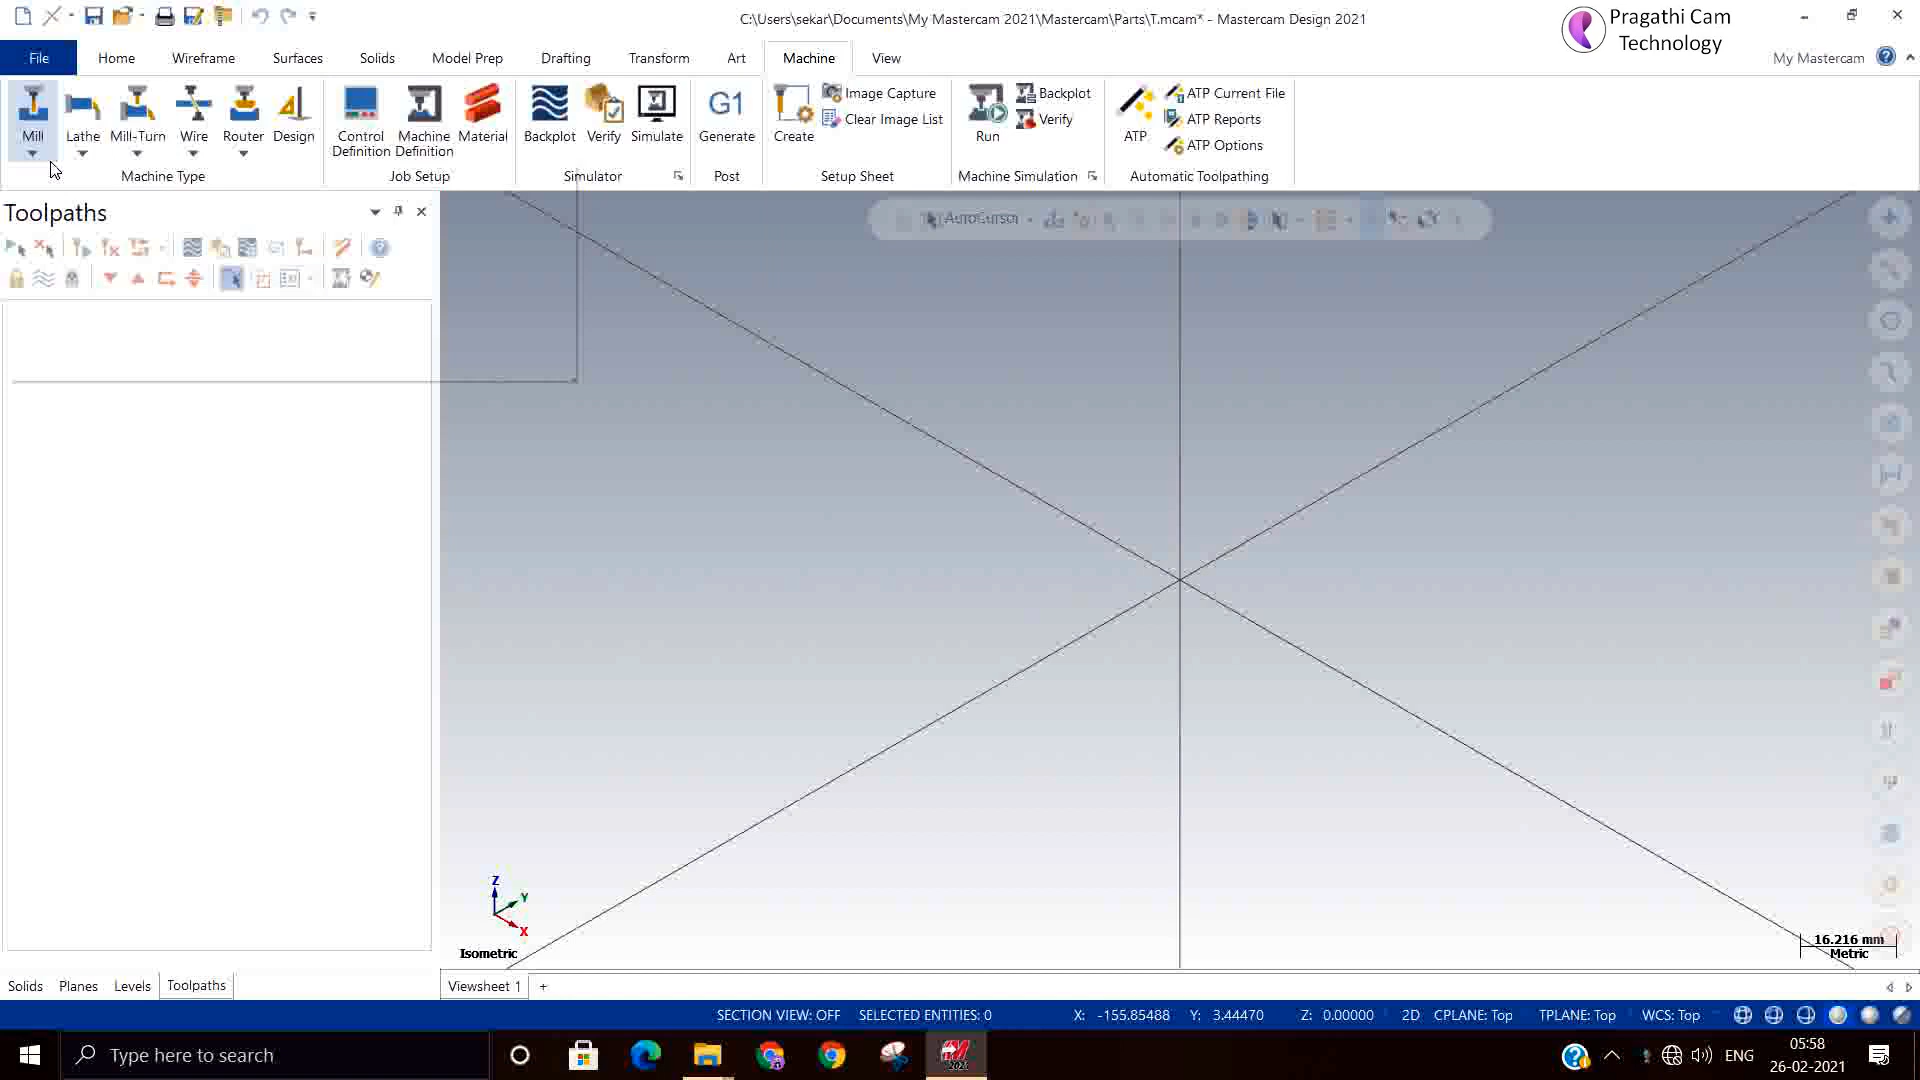 C:\Users\sekar\Documents\My Mastercam 2021\Mastercam\Parts\T.mcam* - Mastercam Design 2021
Pragathi Cam
Technology
File Home Wireframe Surfaces Solids Model Prep Drafting Transform Art Machine View My Mastercam
Mill Lathe Mill-Turn Wire Router Design
Control
Definition
Machine
Definition
Material
Backplot Verify Simulate
G1
Generate
Create
Image Capture
Clear Image List
Run
Backplot
Verify
ATP
ATP Current File
ATP Reports
ATP Options
Machine Type Job Setup Simulator Post Setup Sheet Machine Simulation Automatic Toolpathing
Toolpaths
AutoCursor
Z
Y
X
Isometric
16.216 mm
Metric
Solids Planes Levels Toolpaths
Viewsheet 1 +
SECTION VIEW: OFF SELECTED ENTITIES: 0 X: -155.85488 Y: 3.44470 Z: 0.00000 2D CPLANE: Top TPLANE: Top WCS: Top
Type here to search
2021
ENG
05:58
26-02-2021